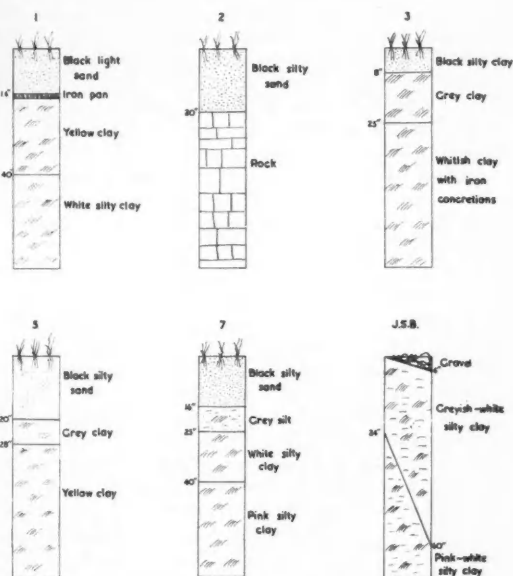 1
Black light
sand
16"
Iron pan
Yellow clay
40"
White silty clay
2
Black silty
sand
20"
Rock
3
Black silty clay
8"
Grey clay
25"
Whitish clay
with iron
concretions
5
Black silty
sand
20"
Grey clay
28"
Yellow clay
7
Black silty
sand
16"
Grey silt
25"
White silty
clay
40"
Pink silty
clay
J.S.B.
Gravel
Greyish-white
silty clay
24"
60"
Pink-white
silty clay